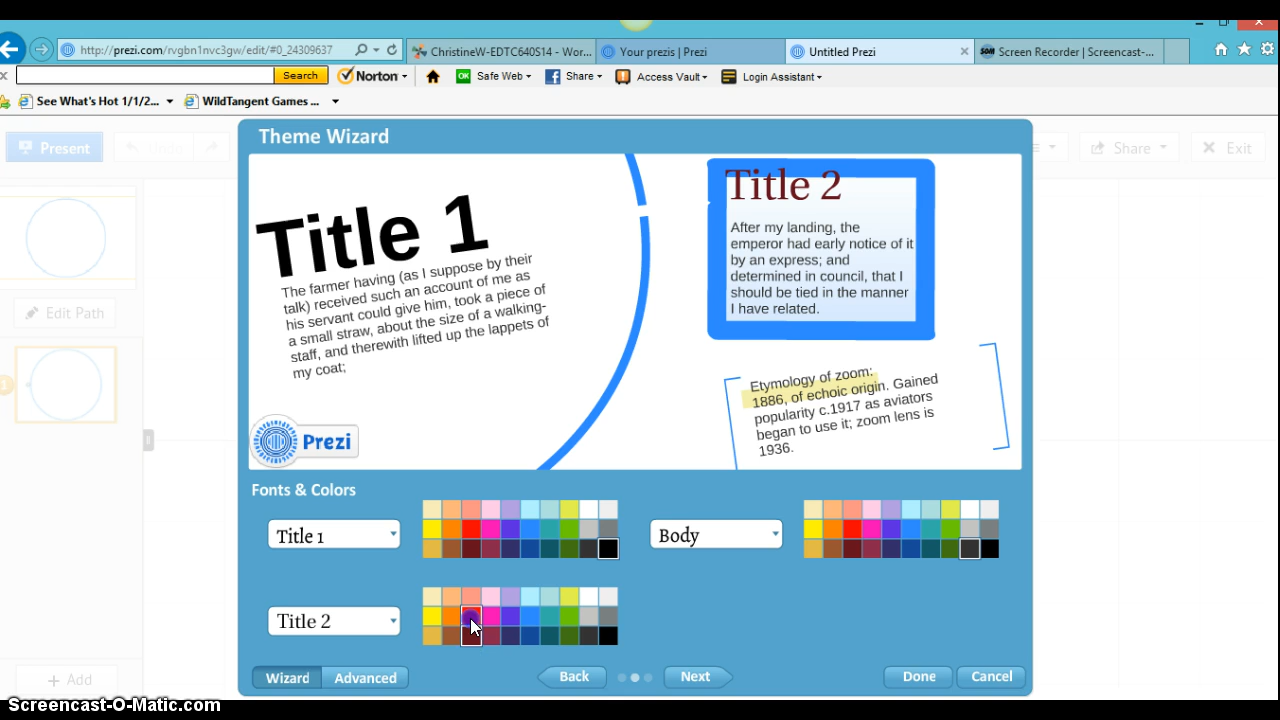 http://prezi.com/rvgbn1nvc3gw/edit/#0_24309637
ChristineW-EDTC640S14 - Wor...
Your prezis | Prezi
Untitled Prezi
Screen Recorder | Screencast-...
x
Search
Norton
OK
Safe Web
Share
Access Vault
Login Assistant
See What's Hot 1/1/2...
WildTangent Games ...
Theme Wizard
Present
Undo
Share
Exit
Title 1
The farmer having (as I suppose by their
talk) received such an account of me as
his servant could give him, took a piece of
a small straw, about the size of a walking-
staff, and therewith lifted up the lappets of
my coat;
Title 2
After my landing, the
emperor had early notice of it
by an express; and
determined in council, that I
should be tied in the manner
I have related.
Etymology of zoom:
1886, of echoic origin. Gained
popularity c.1917 as aviators
began to use it; zoom lens is
1936.
Prezi
Edit Path
1
Fonts & Colors
Title 1
Body
Title 2
Wizard
Advanced
Back
Next
Done
Cancel
+ Add
Screencast-O-Matic.com